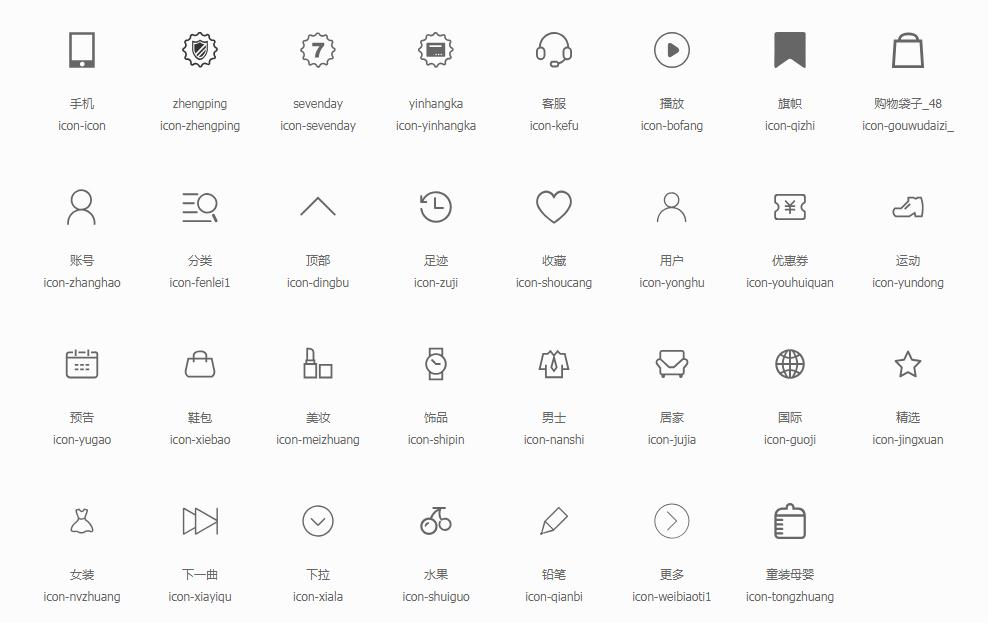 7
手机 zhengping sevenday yinhangka 客服 播放 旗帜 购物袋子_48
icon-icon icon-zhengping icon-sevenday icon-yinhangka icon-kefu icon-bofang icon-qizhi icon-gouwudaizi_
¥
账号 分类 顶部 足迹 收藏 用户 优惠券 运动
icon-zhanghao icon-fenlei1 icon-dingbu icon-zuji icon-shoucang icon-yonghu icon-youhuiquan icon-yundong
预告 鞋包 美妆 饰品 男士 居家 国际 精选
icon-yugao icon-xiebao icon-meizhuang icon-shipin icon-nanshi icon-jujia icon-guoji icon-jingxuan
女装 下一曲 下拉 水果 铅笔 更多 童装母婴
icon-nvzhuang icon-xiayiqu icon-xiala icon-shuiguo icon-qianbi icon-weibiaoti1 icon-tongzhuang